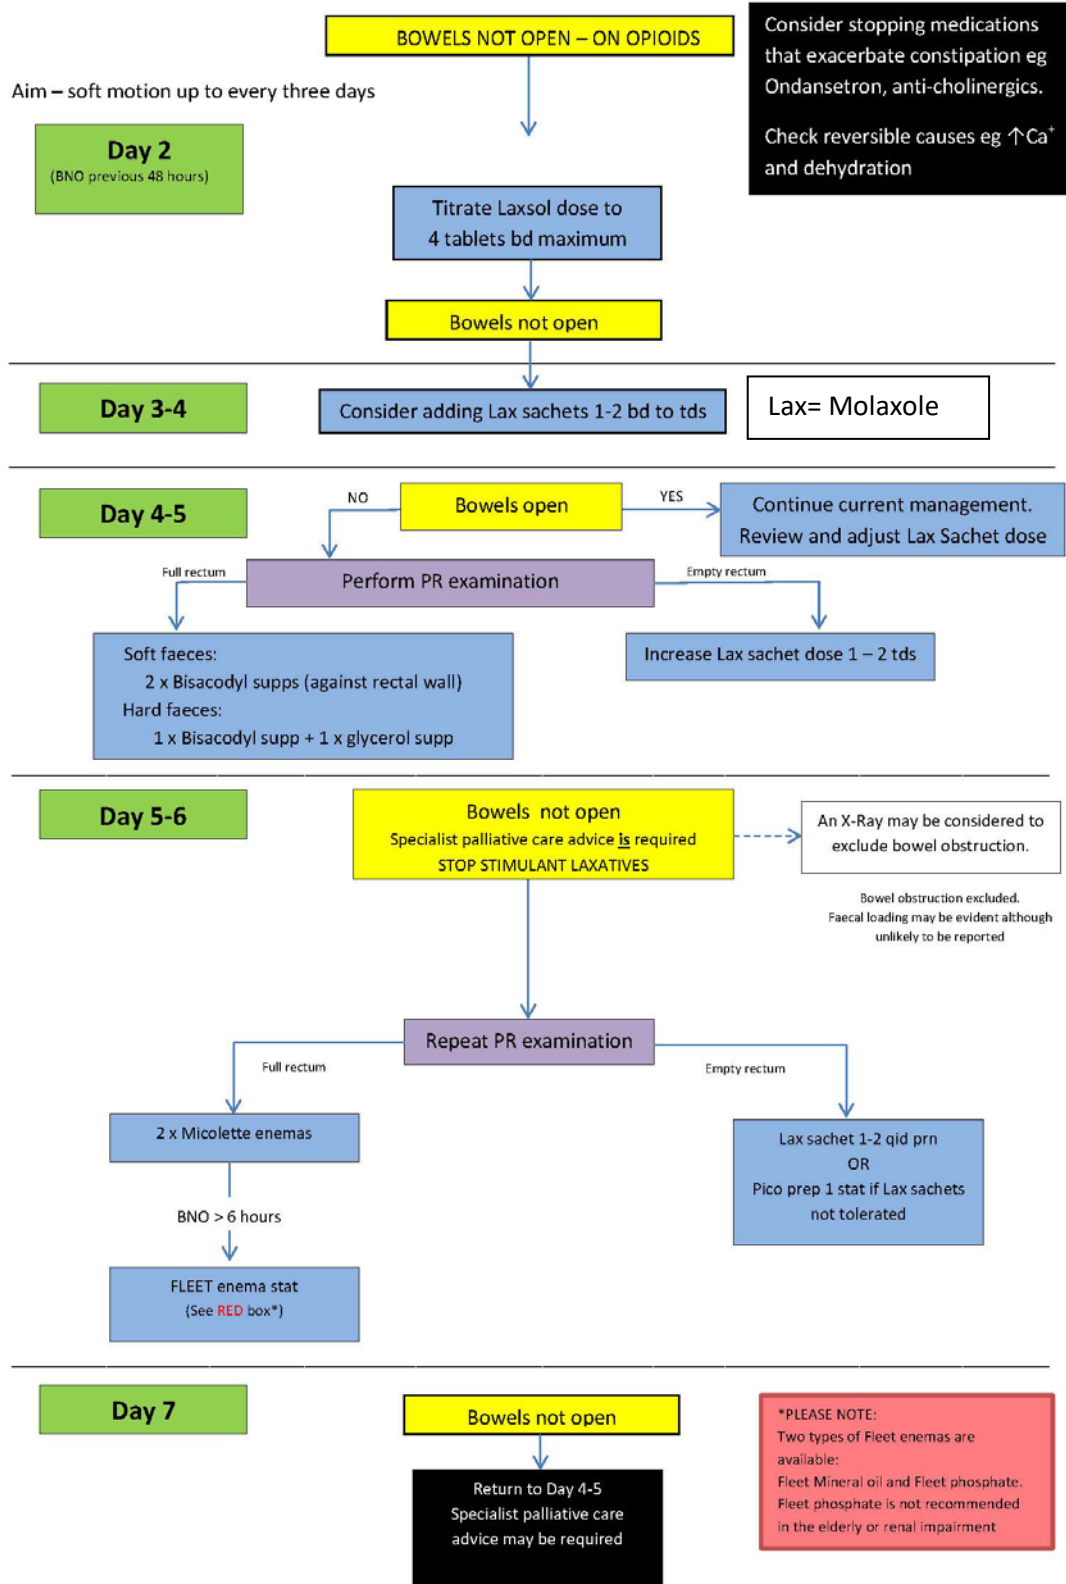 BOWELS NOT OPEN – ON OPIOIDS
Consider stopping medications
that exacerbate constipation eg
Ondansetron, anti-cholinergics.
Check reversible causes eg ↑Ca⁺
and dehydration
Aim – soft motion up to every three days
Day 2
(BNO previous 48 hours)
Titrate Laxsol dose to
4 tablets bd maximum
Bowels not open
Day 3-4
Consider adding Lax sachets 1-2 bd to tds
Lax= Molaxole
Day 4-5
NO
Bowels open
YES
Continue current management.
Review and adjust Lax Sachet dose
Full rectum
Perform PR examination
Empty rectum
Soft faeces:
2 x Bisacodyl supps (against rectal wall)
Hard faeces:
1 x Bisacodyl supp + 1 x glycerol supp
Increase Lax sachet dose 1 – 2 tds
Day 5-6
Bowels not open
Specialist palliative care advice is required
STOP STIMULANT LAXATIVES
An X-Ray may be considered to
exclude bowel obstruction.
Bowel obstruction excluded.
Faecal loading may be evident although
unlikely to be reported
Repeat PR examination
Full rectum
Empty rectum
2 x Micolette enemas
BNO > 6 hours
FLEET enema stat
(See RED box*)
Lax sachet 1-2 qid prn
OR
Pico prep 1 stat if Lax sachets
not tolerated
Day 7
Bowels not open
Return to Day 4-5
Specialist palliative care
advice may be required
*PLEASE NOTE:
Two types of Fleet enemas are
available:
Fleet Mineral oil and Fleet phosphate.
Fleet phosphate is not recommended
in the elderly or renal impairment